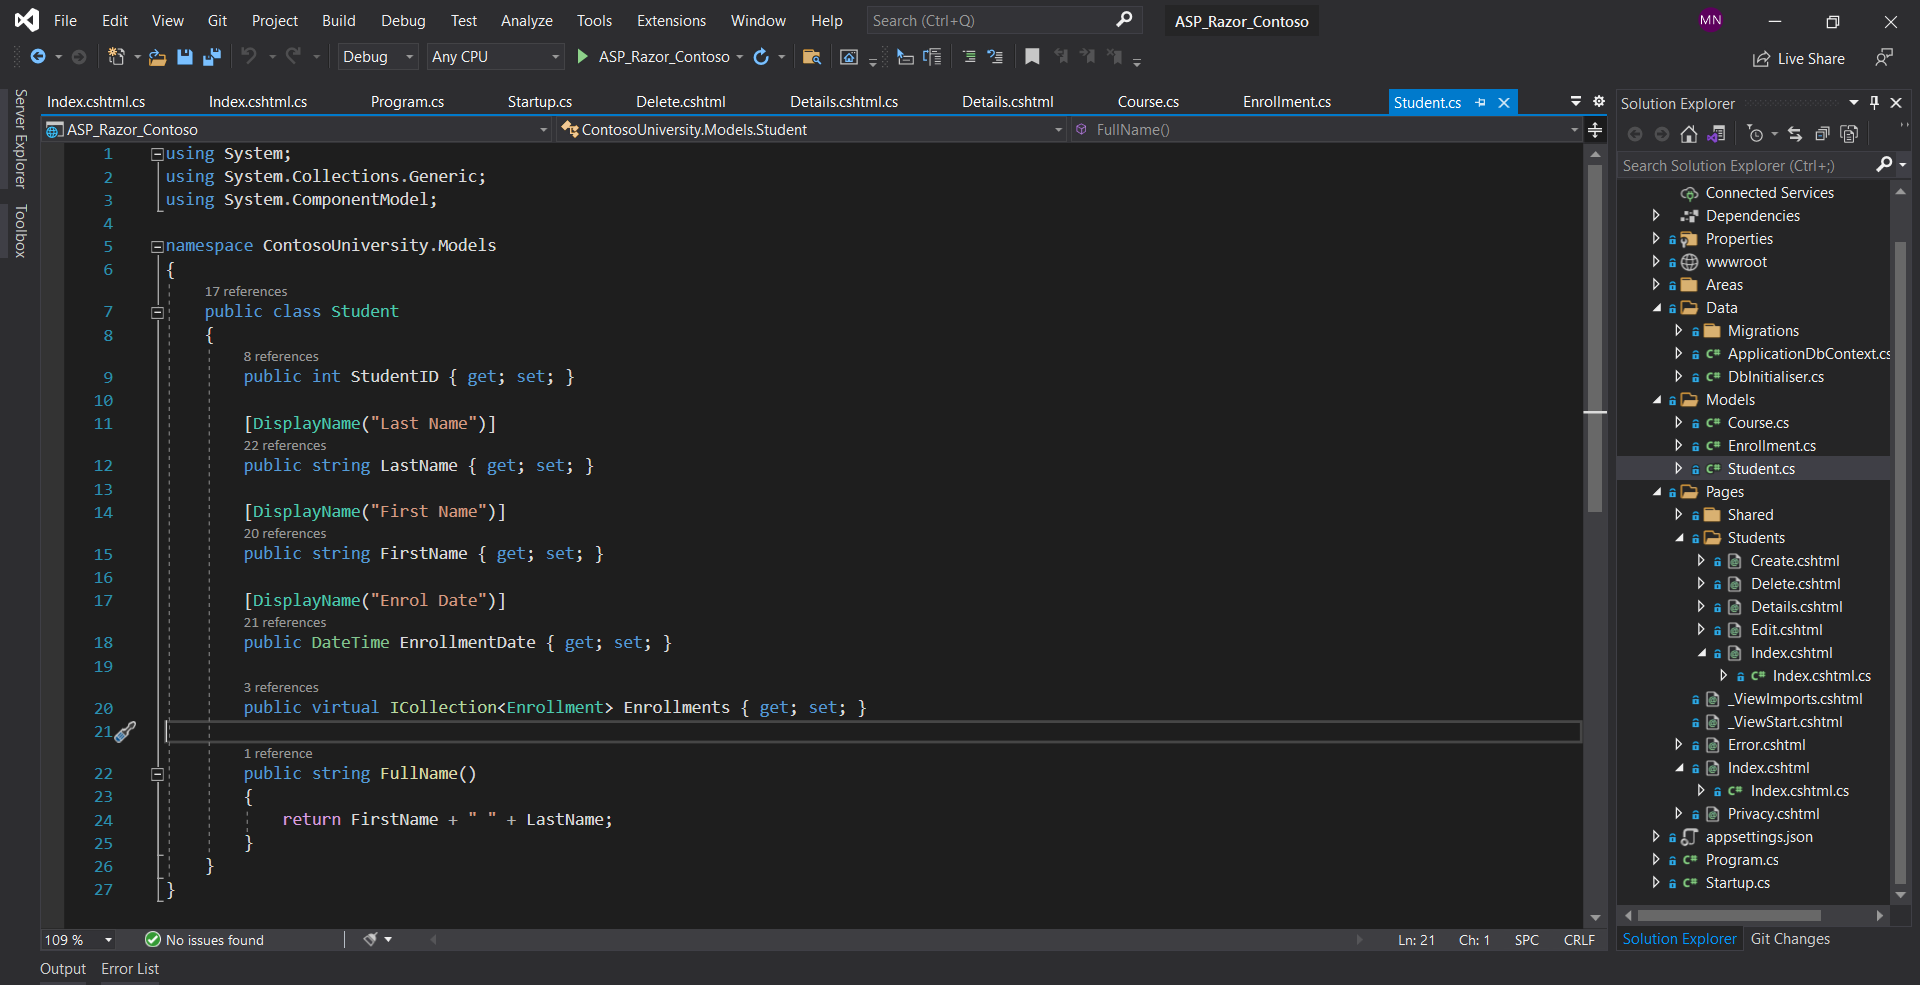 File Edit View Git Project Build Debug Test Analyze Tools Extensions Window Help Search (Ctrl+Q) ASP_Razor_Contoso MN
Debug Any CPU ASP_Razor_Contoso Live Share
Server Explorer
Toolbox
Index.cshtml.cs Index.cshtml.cs Program.cs Startup.cs Delete.cshtml Details.cshtml.cs Details.cshtml Course.cs Enrollment.cs Student.cs
ASP_Razor_Contoso ContosoUniversity.Models.Student FullName()
1 using System;
2 using System.Collections.Generic;
3 using System.ComponentModel;
4
5 namespace ContosoUniversity.Models
6 {
17 references
7 public class Student
8 {
8 references
9 public int StudentID { get; set; }
10
11 [DisplayName("Last Name")]
22 references
12 public string LastName { get; set; }
13
14 [DisplayName("First Name")]
20 references
15 public string FirstName { get; set; }
16
17 [DisplayName("Enrol Date")]
21 references
18 public DateTime EnrollmentDate { get; set; }
19
3 references
20 public virtual ICollection<Enrollment> Enrollments { get; set; }
21
1 reference
22 public string FullName()
23 {
24 return FirstName + " " + LastName;
25 }
26 }
27 }
109 % No issues found Ln: 21 Ch: 1 SPC CRLF
Output Error List
Solution Explorer
Search Solution Explorer (Ctrl+;)
Connected Services
Dependencies
Properties
wwwroot
Areas
Data
Migrations
C# ApplicationDbContext.cs
C# DbInitialiser.cs
Models
C# Course.cs
C# Enrollment.cs
C# Student.cs
Pages
Shared
Students
Create.cshtml
Delete.cshtml
Details.cshtml
Edit.cshtml
Index.cshtml
C# Index.cshtml.cs
_ViewImports.cshtml
_ViewStart.cshtml
Error.cshtml
Index.cshtml
C# Index.cshtml.cs
Privacy.cshtml
appsettings.json
C# Program.cs
C# Startup.cs
Solution Explorer Git Changes